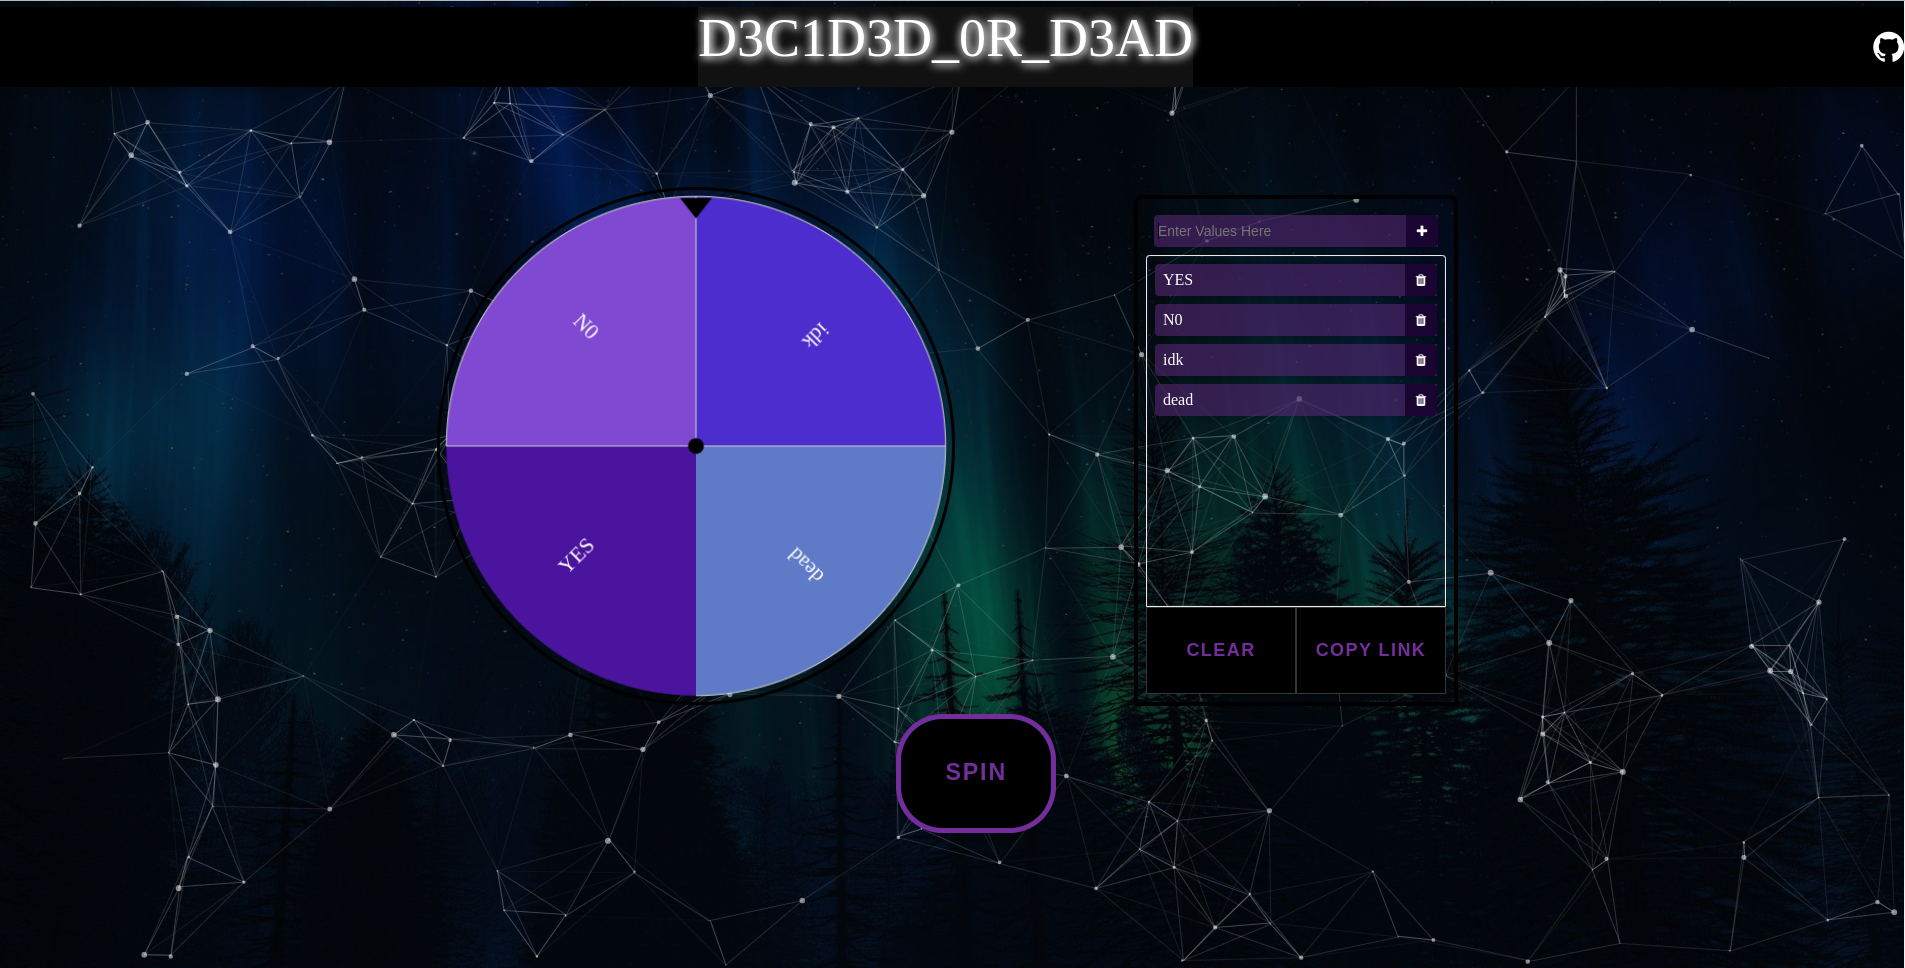 D3C1D3D_0R_D3AD
N0
idk
YES
dead
Enter Values Here
YES
N0
idk
dead
CLEAR
COPY LINK
SPIN